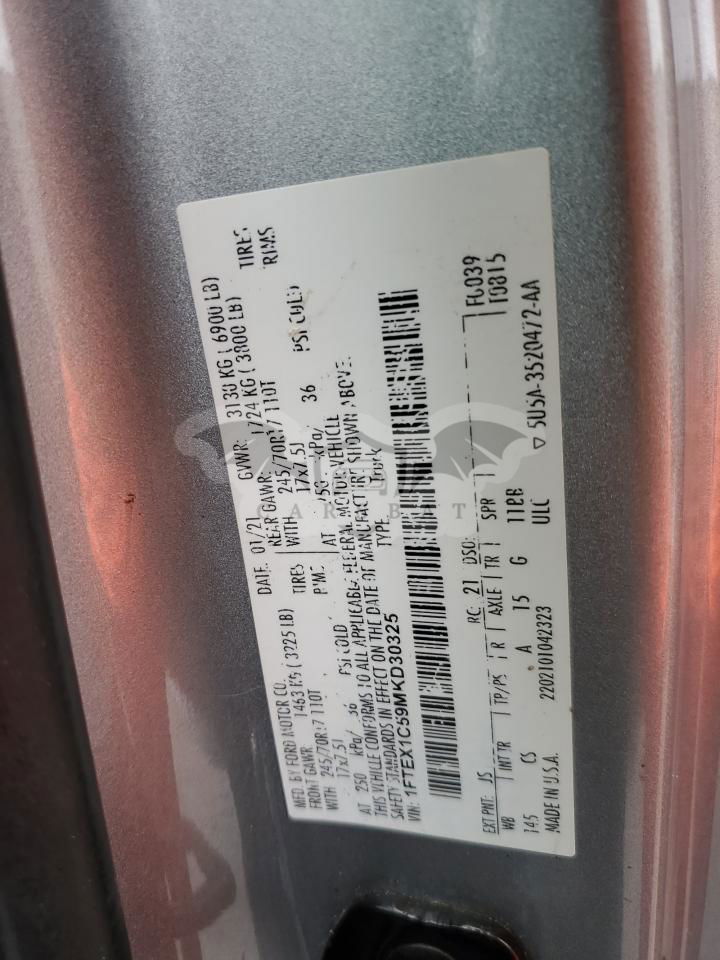 MFD. BY FORD MOTOR CO.
DATE: 01/21 GVWR: 3130 KG ( 6900 LB)
FRONT GAWR: 1463 KG ( 3225 LB) REAR GAWR: 1724 KG ( 3800 LB)
WITH 245/70R17 110T TIRES WITH 245/70R17 110T TIRES
17x7.5J RIMS 17x7.5J RIMS
AT 250 kPa/ 36 PSI COLD AT 250 kPa/ 36 PSI COLD
THIS VEHICLE CONFORMS TO ALL APPLICABLE FEDERAL MOTOR VEHICLE
SAFETY STANDARDS IN EFFECT ON THE DATE OF MANUFACTURE SHOWN ABOVE.
VIN: 1FTEX1C59MKD30325
TYPE: Truck
EXT PNT: JS RC: 21 DSO: F0039
WB INT TR TP/PS R AXLE TR SPR T0815
145 CS A 15 G 11BB
MADE IN U.S.A. 2202101042323 ULC 5U5A-3520472-AA